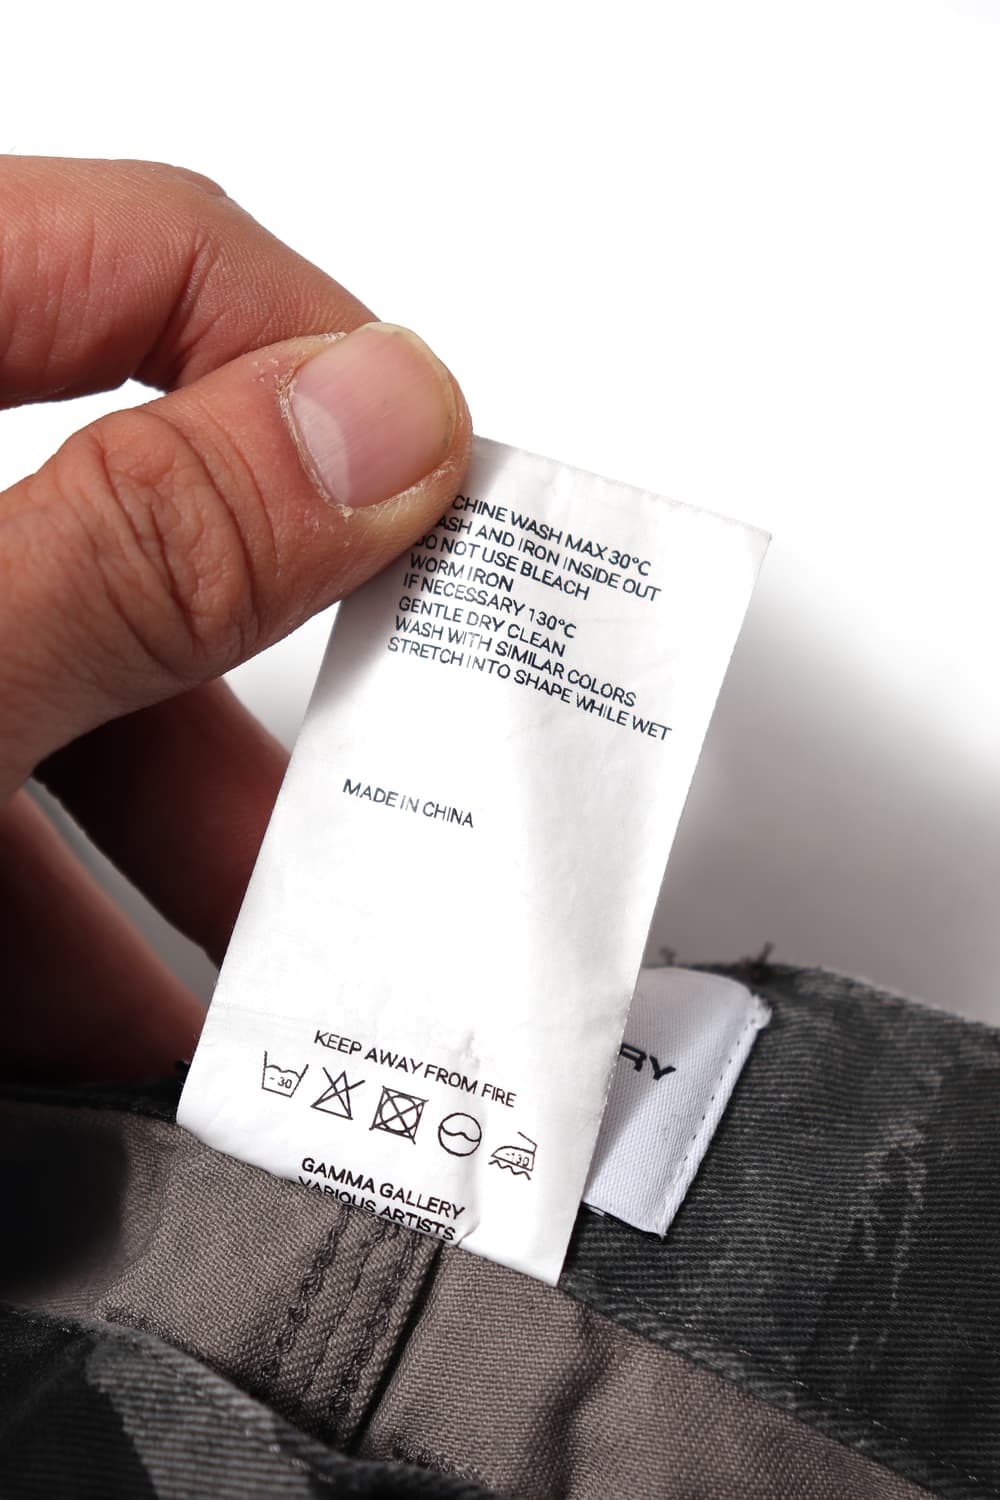 CHINE WASH MAX 30°C
ASH AND IRON INSIDE OUT
DO NOT USE BLEACH
WORM IRON
IF NECESSARY 130°C
GENTLE DRY CLEAN
WASH WITH SIMILAR COLORS
STRETCH INTO SHAPE WHILE WET
MADE IN CHINA
KEEP AWAY FROM FIRE
-30
-130
GAMMA GALLERY
VARIOUS ARTISTS
RY